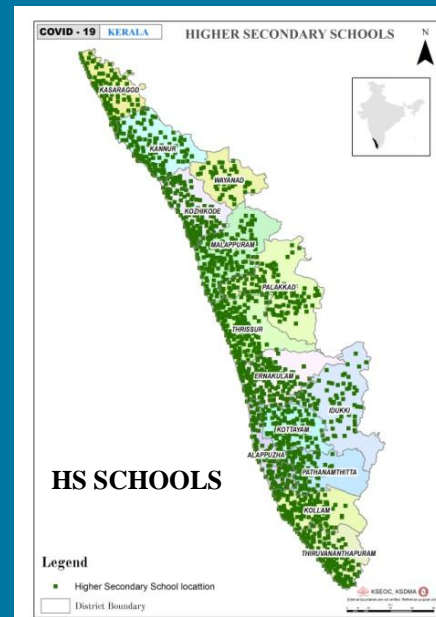 COVID - 19 KERALA
HIGHER SECONDARY SCHOOLS
N
KASARAGOD
KANNUR
WAYANAD
KOZHIKODE
MALAPPURAM
PALAKKAD
THRISSUR
ERNAKULAM
IDUKKI
KOTTAYAM
ALAPPUZHA
PATHANAMTHITTA
HS SCHOOLS
KOLLAM
THIRUVANANTHAPURAM
Legend
Higher Secondary School locattion
District Boundary
KSEOC, KSDMA